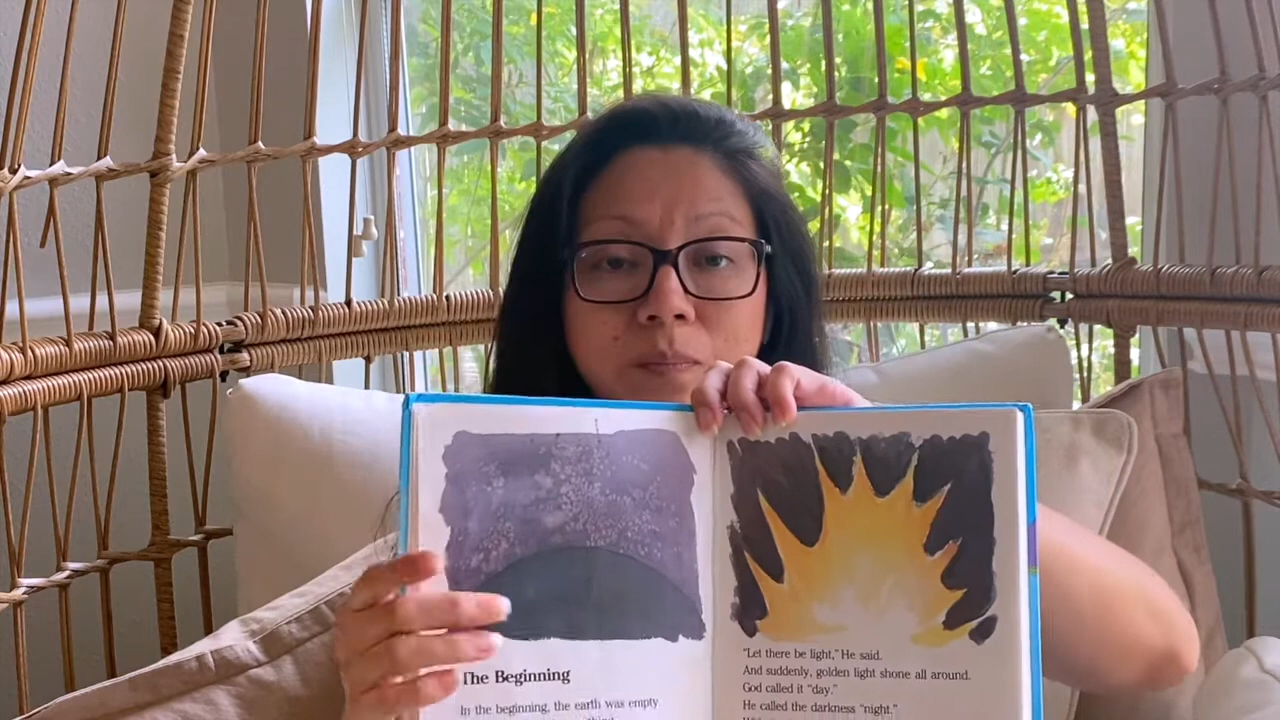 The Beginning
In the beginning, the earth was empty
"Let there be light," He said.
And suddenly, golden light shone all around.
God called it "day."
He called the darkness "night."